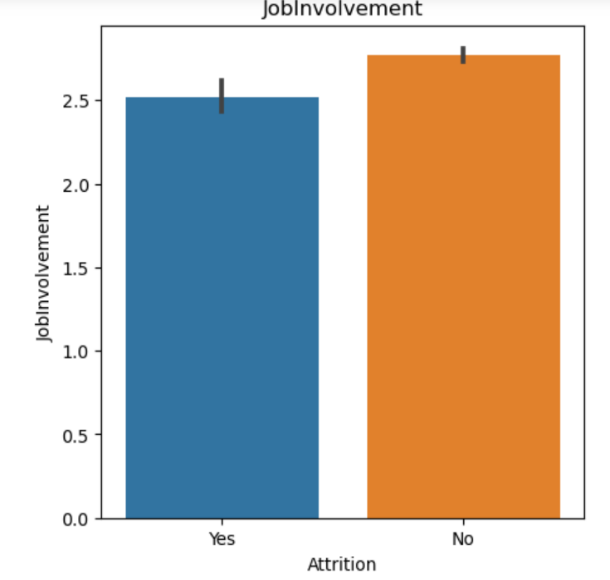 JobInvolvement
2.5
2.0
1.5
1.0
0.5
0.0
JobInvolvement
Yes
No
Attrition